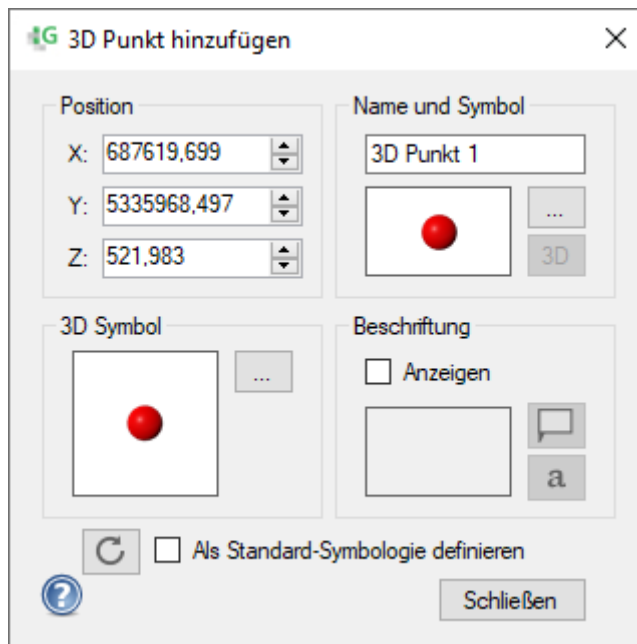 G 3D Punkt hinzufügen
Position
X: 687619,699
Y: 5335968,497
Z: 521,983
Name und Symbol
3D Punkt 1
...
3D
3D Symbol
...
Beschriftung
Anzeigen
a
Als Standard-Symbologie definieren
?
Schließen